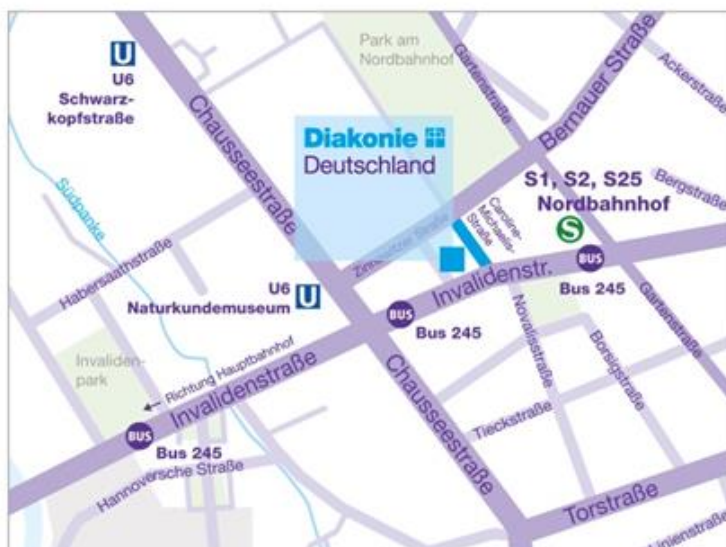 U
U6
Schwarz-
kopfstraße
Park am
Nordbahnhof
Gartenstraße
Bernauer Straße
Ackerstraße
Chausseestraße
Diakonie
Deutschland
S1, S2, S25
Nordbahnhof
S
Bergstraße
Südpanke
Caroline-
Michaelis-
Straße
Habersaathstraße
U6
Naturkundemuseum
U
Invalidenstr.
BUS
Bus 245
BUS
Bus 245
Gartenstraße
Novalisstraße
Borsigstraße
Invaliden-
park
Richtung Hauptbahnhof
Invalidenstraße
Chausseestraße
Tieckstraße
BUS
Bus 245
Hannoversche Straße
Torstraße
Linienstraße